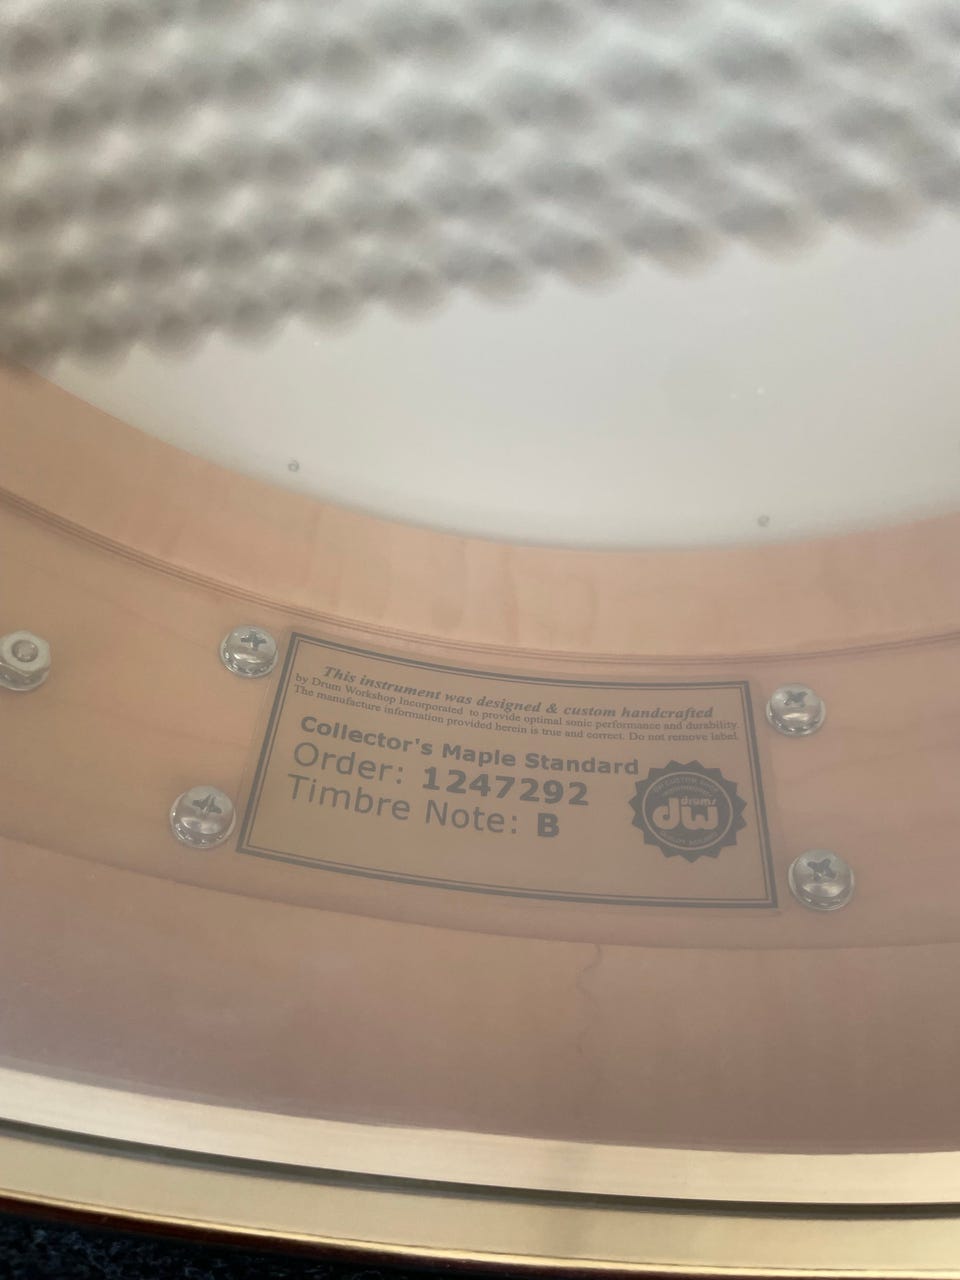 This instrument was designed & custom handcrafted
by Drum Workshop Incorporated to provide optimal sonic performance and durability.
The manufacture information provided herein is true and correct. Do not remove label.
Collector's Maple Standard
Order: 1247292
Timbre Note: B
drums
dw